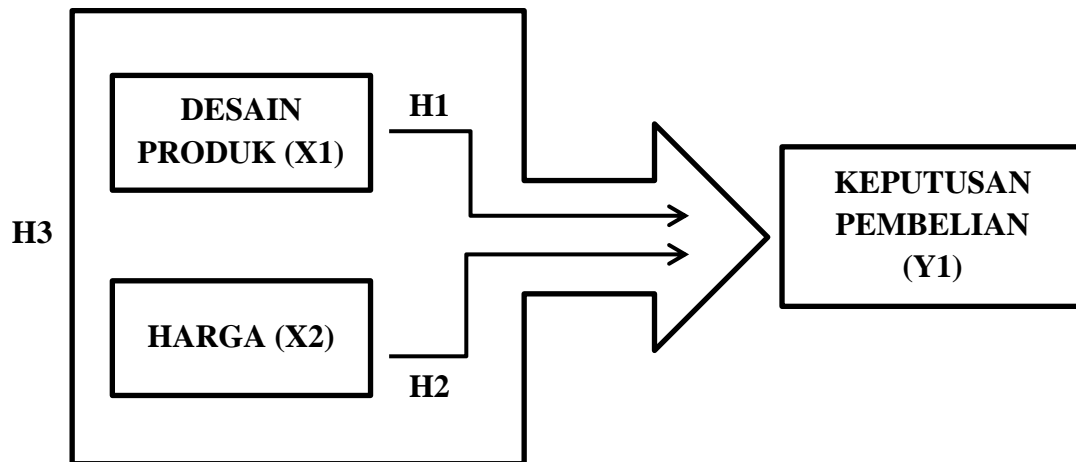 DESAIN
PRODUK (X1)
H1
H3
KEPUTUSAN
PEMBELIAN
(Y1)
HARGA (X2)
H2